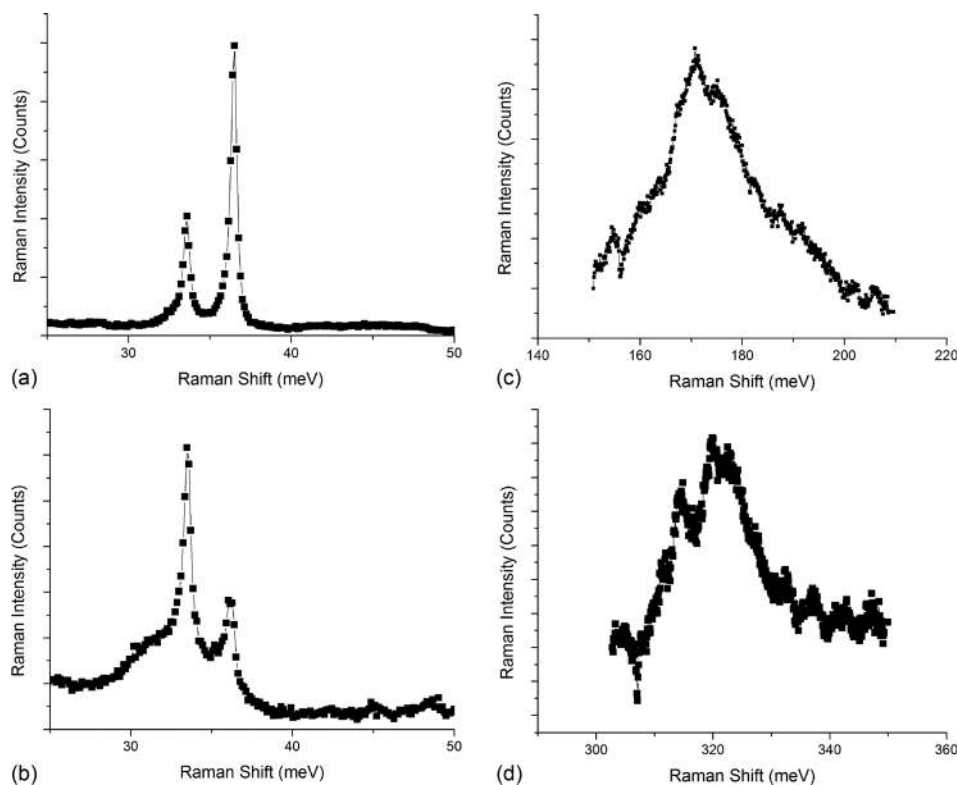 Raman Intensity (Counts)
30
40
50
Raman Shift (meV)
(a)
Raman Intensity (Counts)
140
160
180
200
220
Raman Shift (meV)
(c)
Raman Intensity (Counts)
30
40
50
Raman Shift (meV)
(b)
Raman Intensity (Counts)
300
320
340
360
Raman Shift (meV)
(d)